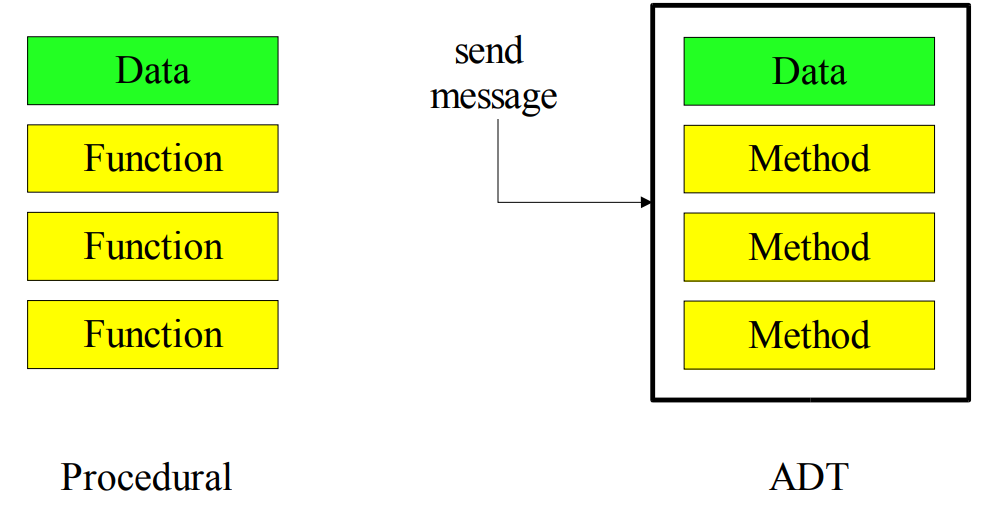 Data
Function
Function
Function
Procedural
send
message
Data
Method
Method
Method
ADT